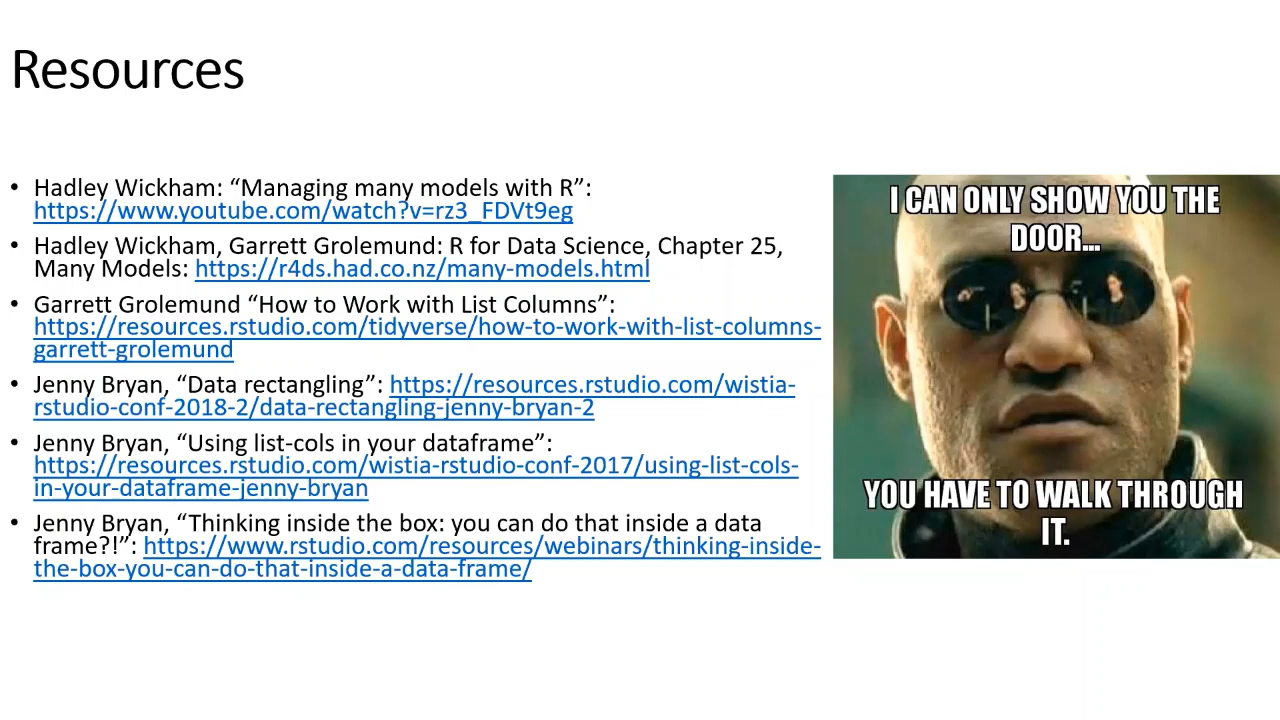 Resources
• Hadley Wickham: “Managing many models with R”:
https://www.youtube.com/watch?v=rz3_FDVt9eg
• Hadley Wickham, Garrett Grolemund: R for Data Science, Chapter 25,
Many Models: https://r4ds.had.co.nz/many-models.html
• Garrett Grolemund “How to Work with List Columns”:
https://resources.rstudio.com/tidyverse/how-to-work-with-list-columns-
garrett-grolemund
• Jenny Bryan, “Data rectangling”: https://resources.rstudio.com/wistia-
rstudio-conf-2018-2/data-rectangling-jenny-bryan-2
• Jenny Bryan, “Using list-cols in your dataframe”:
https://resources.rstudio.com/wistia-rstudio-conf-2017/using-list-cols-
in-your-dataframe-jenny-bryan
• Jenny Bryan, “Thinking inside the box: you can do that inside a data
frame?!”: https://www.rstudio.com/resources/webinars/thinking-inside-
the-box-you-can-do-that-inside-a-data-frame/
I CAN ONLY SHOW YOU THE
DOOR...
YOU HAVE TO WALK THROUGH
IT.